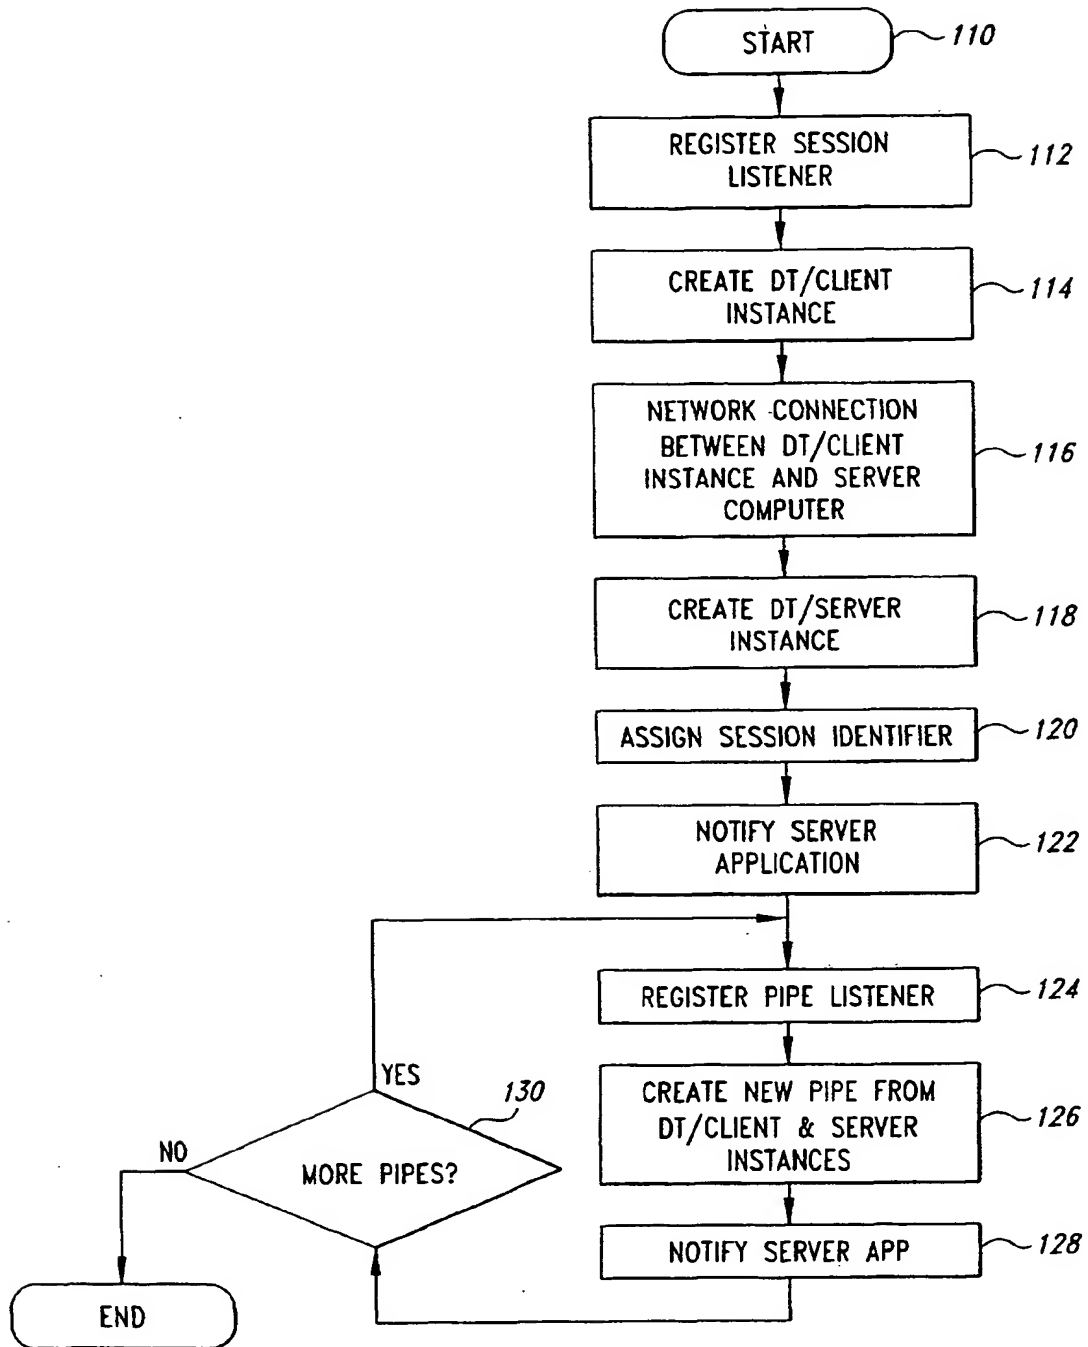 START
110
REGISTER SESSION
LISTENER
112
CREATE DT/CLIENT
INSTANCE
114
NETWORK CONNECTION
BETWEEN DT/CLIENT
INSTANCE AND SERVER
COMPUTER
116
CREATE DT/SERVER
INSTANCE
118
ASSIGN SESSION IDENTIFIER
120
NOTIFY SERVER
APPLICATION
122
REGISTER PIPE LISTENER
124
CREATE NEW PIPE FROM
DT/CLIENT & SERVER
INSTANCES
126
NOTIFY SERVER APP
128
YES
130
NO
MORE PIPES?
END